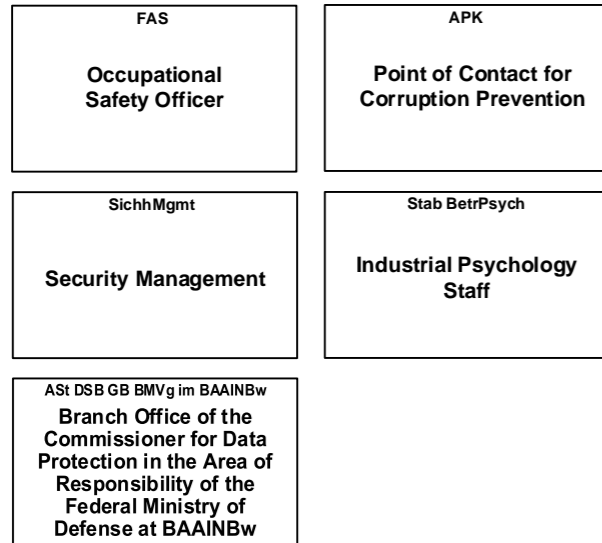 FAS
Occupational
Safety Officer
APK
Point of Contact for
Corruption Prevention
SichhMgmt
Security Management
Stab BetrPsych
Industrial Psychology
Staff
ASt DSB GB BMVg im BAAINBw
Branch Office of the
Commissioner for Data
Protection in the Area of
Responsibility of the
Federal Ministry of
Defense at BAAINBw